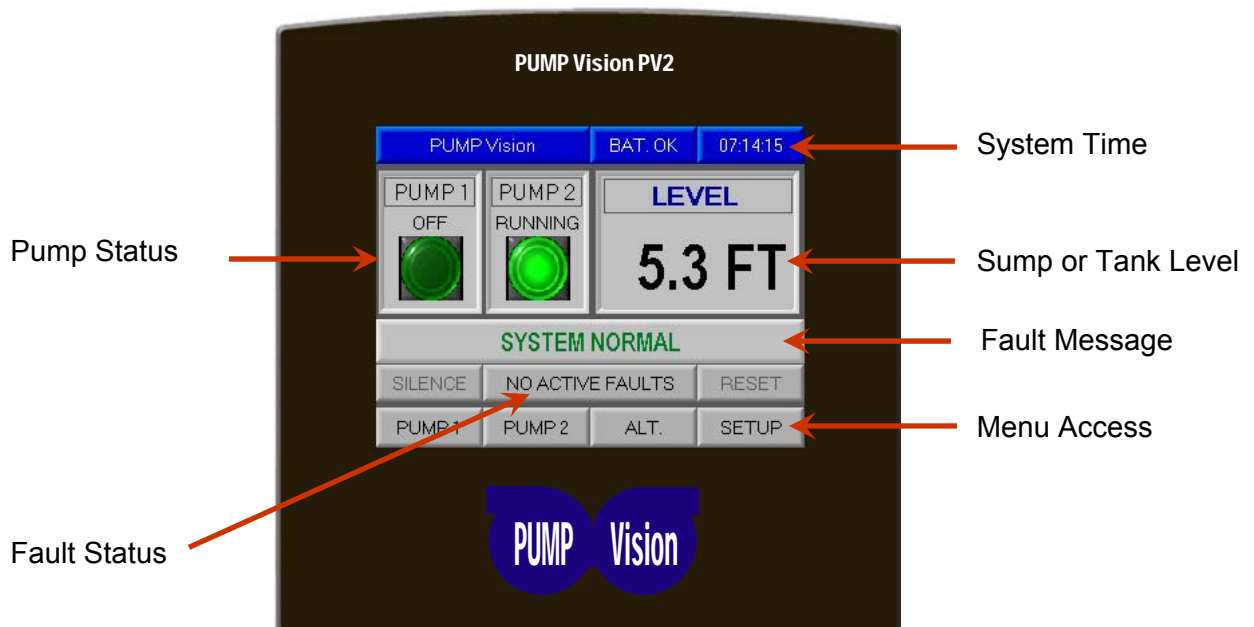 PUMP Vision PV2
PUMP Vision BAT. OK 07:14:15
System Time
PUMP 1 PUMP 2 LEVEL
OFF RUNNING
Pump Status
5.3 FT
Sump or Tank Level
SYSTEM NORMAL
Fault Message
SILENCE NO ACTIVE FAULTS RESET
PUMP 1 PUMP 2 ALT. SETUP
Menu Access
Fault Status
PUMP Vision